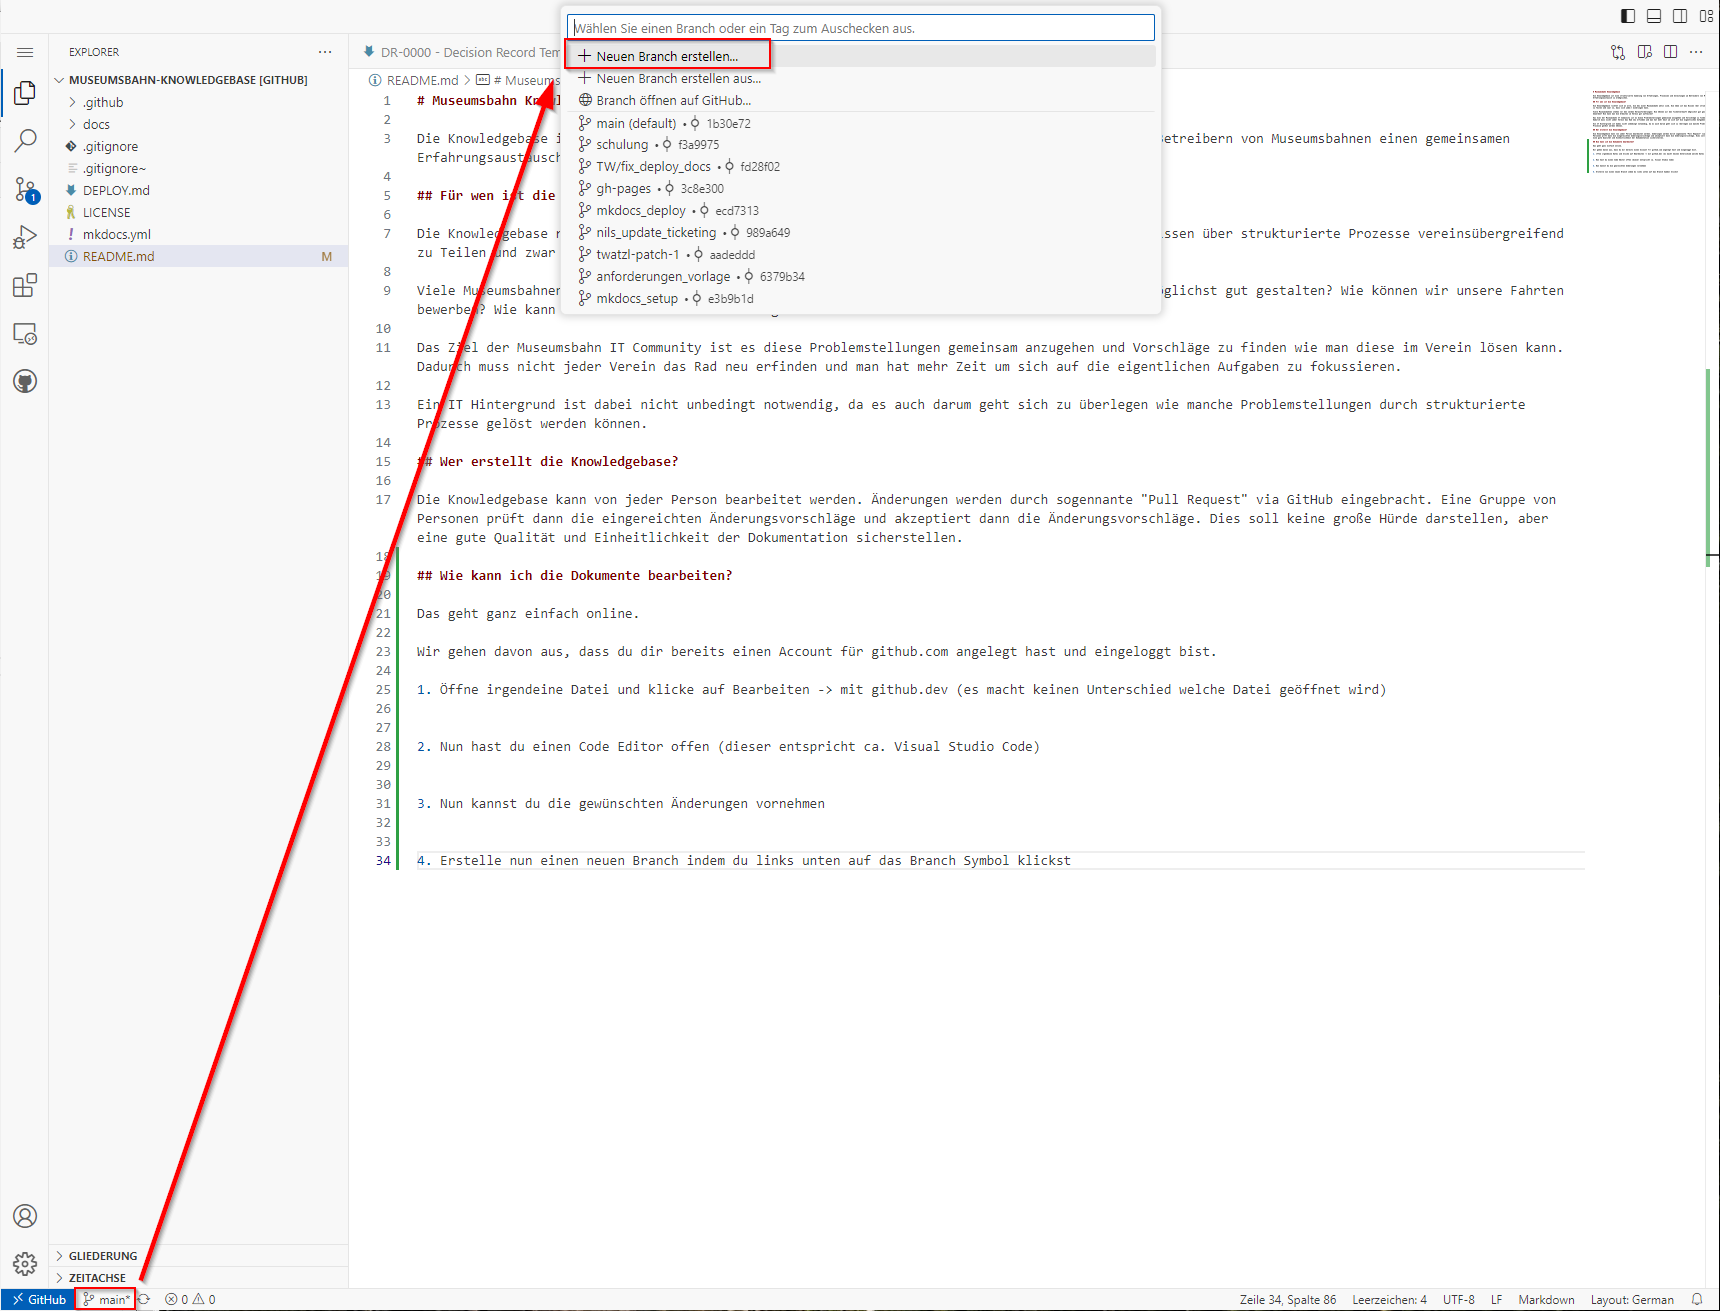 Wählen Sie einen Branch oder ein Tag zum Auschecken aus.
Neuen Branch erstellen...
Neuen Branch erstellen aus...
Branch öffnen auf GitHub...
main (default) • 1b30e72
schulung • f3a9975
TW/fix_deploy_docs • fd28f02
gh-pages • 3c8e300
mkdocs_deploy • ecd7313
nils_update_ticketing • 989a649
twatzl-patch-1 • aadeddd
anforderungen_vorlage • 6379b34
mkdocs_setup • e3b9b1d
EXPLORER
MUSEUMSBAHN-KNOWLEDGEBASE [GITHUB]
.github
docs
.gitignore
.gitignore~
DEPLOY.md
LICENSE
mkdocs.yml
README.md M
1
GLIEDERUNG
ZEITACHSE
DR-0000 - Decision Record Tem
README.md > # Museums
1 # Museumsbahn Know
2
3 Die Knowledgebase i etreibern von Museumsbahnen einen gemeinsamen
Erfahrungsaustausch
4
5 ## Für wen ist die
6
7 Die Knowledgebase r issen über strukturierte Prozesse vereinsübergreifend
zu Teilen und zwar
8
9 Viele Museumsbahner öglichst gut gestalten? Wie können wir unsere Fahrten
bewerben? Wie kann
10
11 Das Ziel der Museumsbahn IT Community ist es diese Problemstellungen gemeinsam anzugehen und Vorschläge zu finden wie man diese im Verein lösen kann.
Dadurch muss nicht jeder Verein das Rad neu erfinden und man hat mehr Zeit um sich auf die eigentlichen Aufgaben zu fokussieren.
12
13 Ein IT Hintergrund ist dabei nicht unbedingt notwendig, da es auch darum geht sich zu überlegen wie manche Problemstellungen durch strukturierte
Prozesse gelöst werden können.
14
15 ## Wer erstellt die Knowledgebase?
16
17 Die Knowledgebase kann von jeder Person bearbeitet werden. Änderungen werden durch sogennante "Pull Request" via GitHub eingebracht. Eine Gruppe von
Personen prüft dann die eingereichten Änderungsvorschläge und akzeptiert dann die Änderungsvorschläge. Dies soll keine große Hürde darstellen, aber
eine gute Qualität und Einheitlichkeit der Dokumentation sicherstellen.
18
19 ## Wie kann ich die Dokumente bearbeiten?
20
21 Das geht ganz einfach online.
22
23 Wir gehen davon aus, dass du dir bereits einen Account für github.com angelegt hast und eingeloggt bist.
24
25 1. Öffne irgendeine Datei und klicke auf Bearbeiten -> mit github.dev (es macht keinen Unterschied welche Datei geöffnet wird)
26
27
28 2. Nun hast du einen Code Editor offen (dieser entspricht ca. Visual Studio Code)
29
30
31 3. Nun kannst du die gewünschten Änderungen vornehmen
32
33
34 4. Erstelle nun einen neuen Branch indem du links unten auf das Branch Symbol klickst
GitHub main* 0 0
Zeile 34, Spalte 86 Leerzeichen: 4 UTF-8 LF Markdown Layout: German